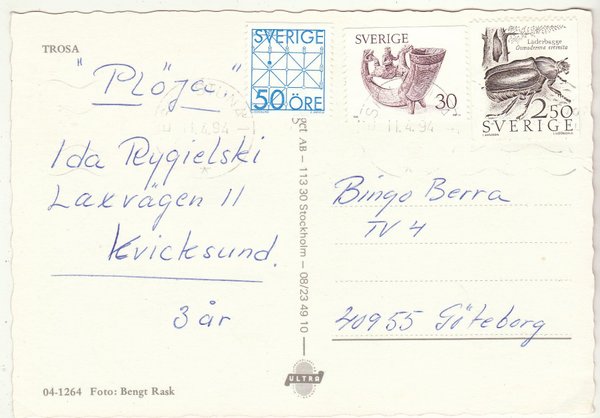 TROSA
"Plöja"
Ida Rygielski
Laxvägen 11
Kvicksund.
3 år
04-1264 Foto: Bengt Rask
AB – 113 30 Stockholm – 08/23 49 10 –
ULTRA
SVERIGE
50 ÖRE
SVERIGE
30
Läderbagge
Osmoderma eremita
2.50
SVERIGE
11.4.94
11.4.94
Bingo Berra
TV 4
40955 Göteborg